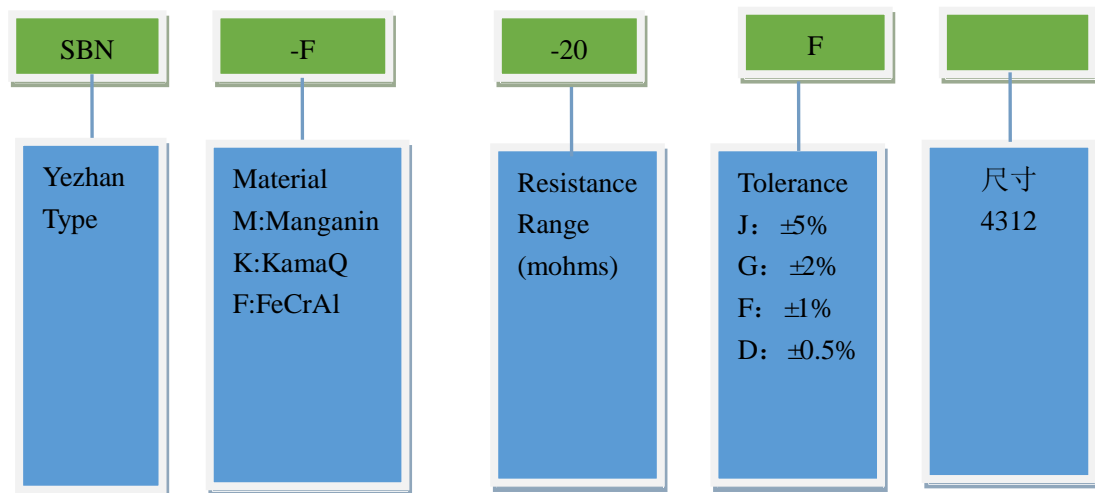 SBN
-F
-20
F
Yezhan
Type
Material
M:Manganin
K:KamaQ
F:FeCrAl
Resistance
Range
(mohms)
Tolerance
J： ±5%
G： ±2%
F： ±1%
D： ±0.5%
尺寸
4312